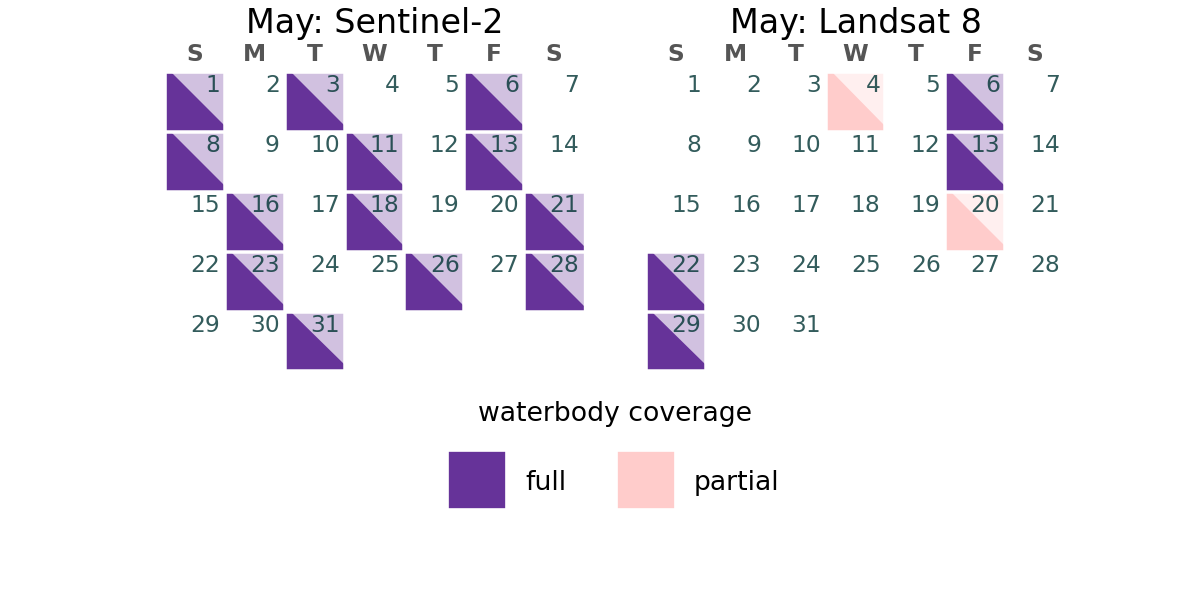 May: Sentinel-2
S M T W T F S
1 2 3 4 5 6 7
8 9 10 11 12 13 14
15 16 17 18 19 20 21
22 23 24 25 26 27 28
29 30 31
May: Landsat 8
S M T W T F S
1 2 3 4 5 6 7
8 9 10 11 12 13 14
15 16 17 18 19 20 21
22 23 24 25 26 27 28
29 30 31
waterbody coverage
full partial